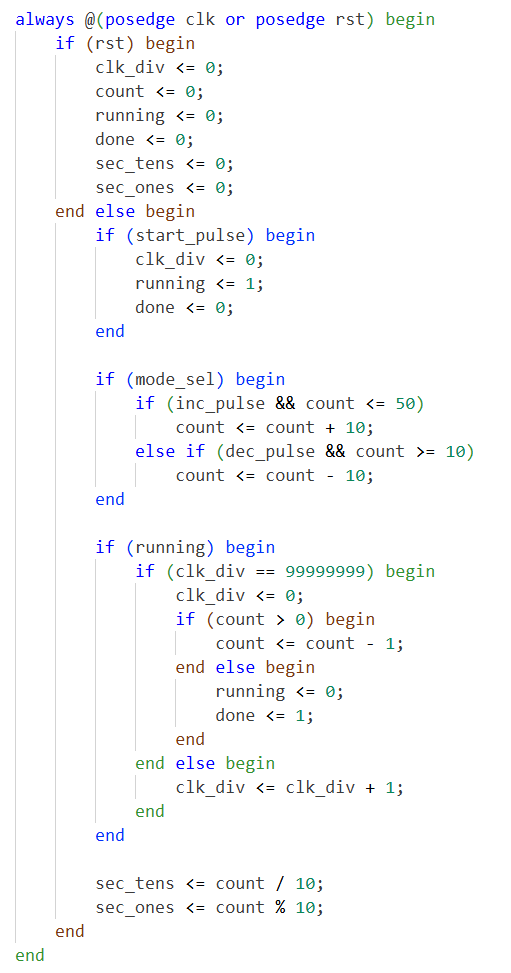 always @(posedge clk or posedge rst) begin
    if (rst) begin
        clk_div <= 0;
        count <= 0;
        running <= 0;
        done <= 0;
        sec_tens <= 0;
        sec_ones <= 0;
    end else begin
        if (start_pulse) begin
            clk_div <= 0;
            running <= 1;
            done <= 0;
        end

        if (mode_sel) begin
            if (inc_pulse && count <= 50)
                count <= count + 10;
            else if (dec_pulse && count >= 10)
                count <= count - 10;
        end

        if (running) begin
            if (clk_div == 99999999) begin
                clk_div <= 0;
                if (count > 0) begin
                    count <= count - 1;
                end else begin
                    running <= 0;
                    done <= 1;
                end
            end else begin
                clk_div <= clk_div + 1;
            end
        end

        sec_tens <= count / 10;
        sec_ones <= count % 10;
    end
end